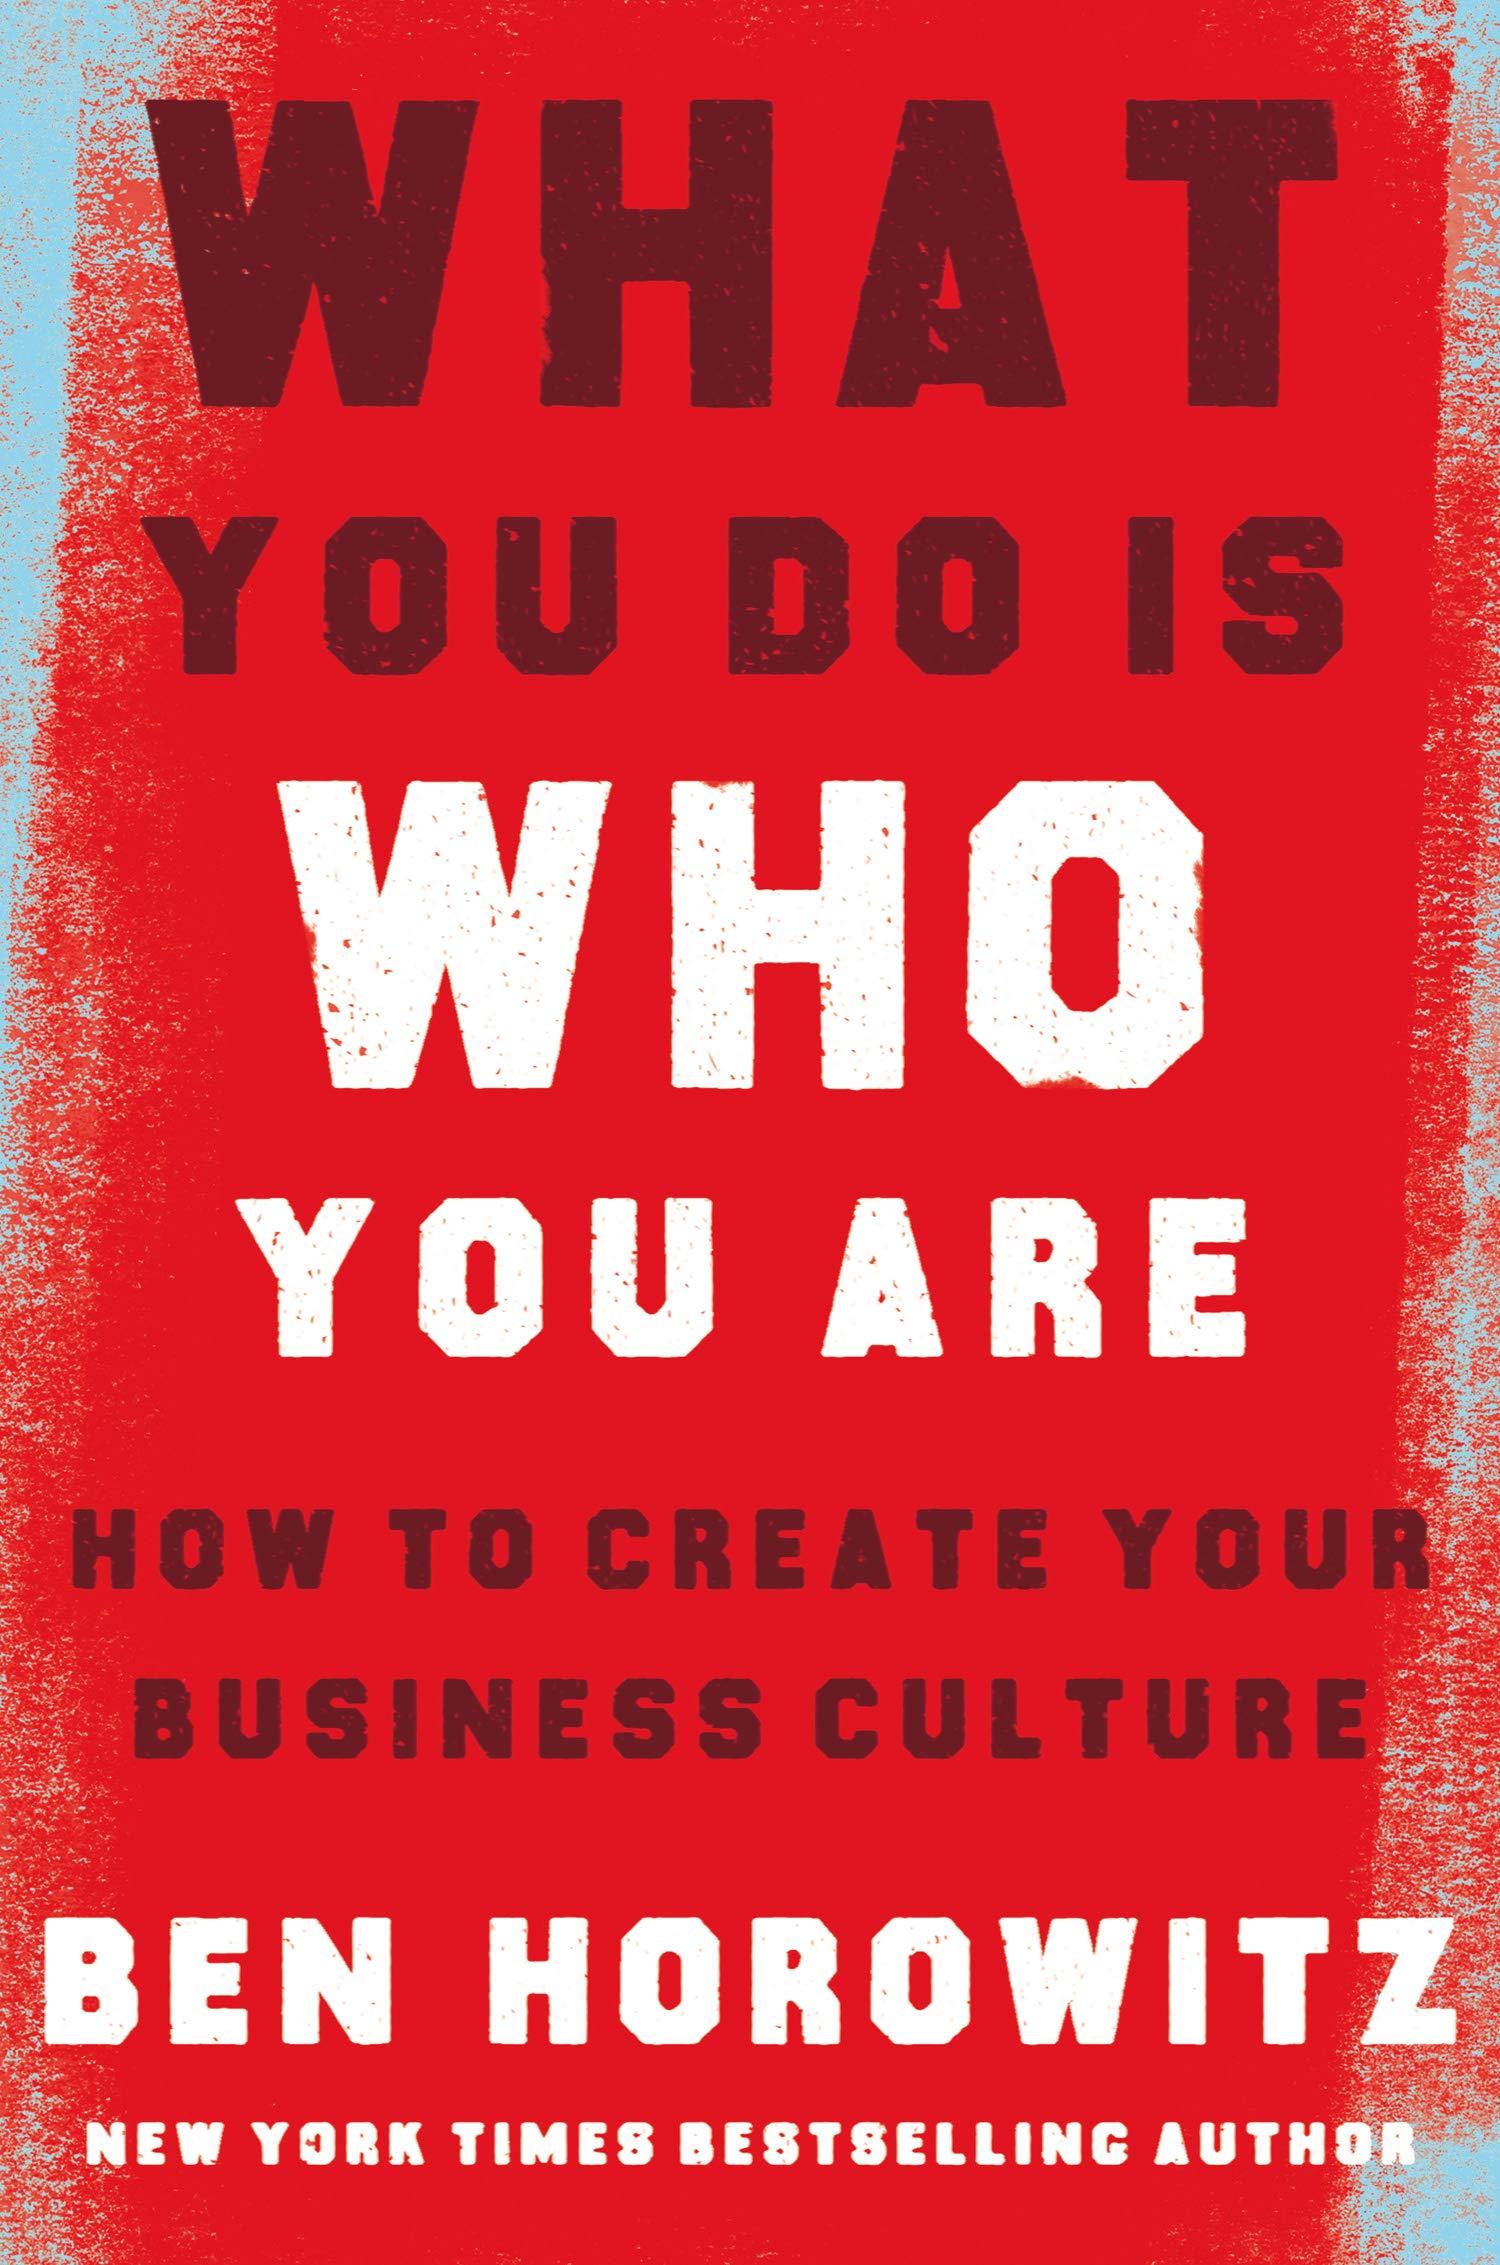 WHAT
YOU DO IS
WHO
YOU ARE
HOW TO CREATE YOUR
BUSINESS CULTURE
BEN HOROWITZ
NEW YORK TIMES BESTSELLING AUTHOR